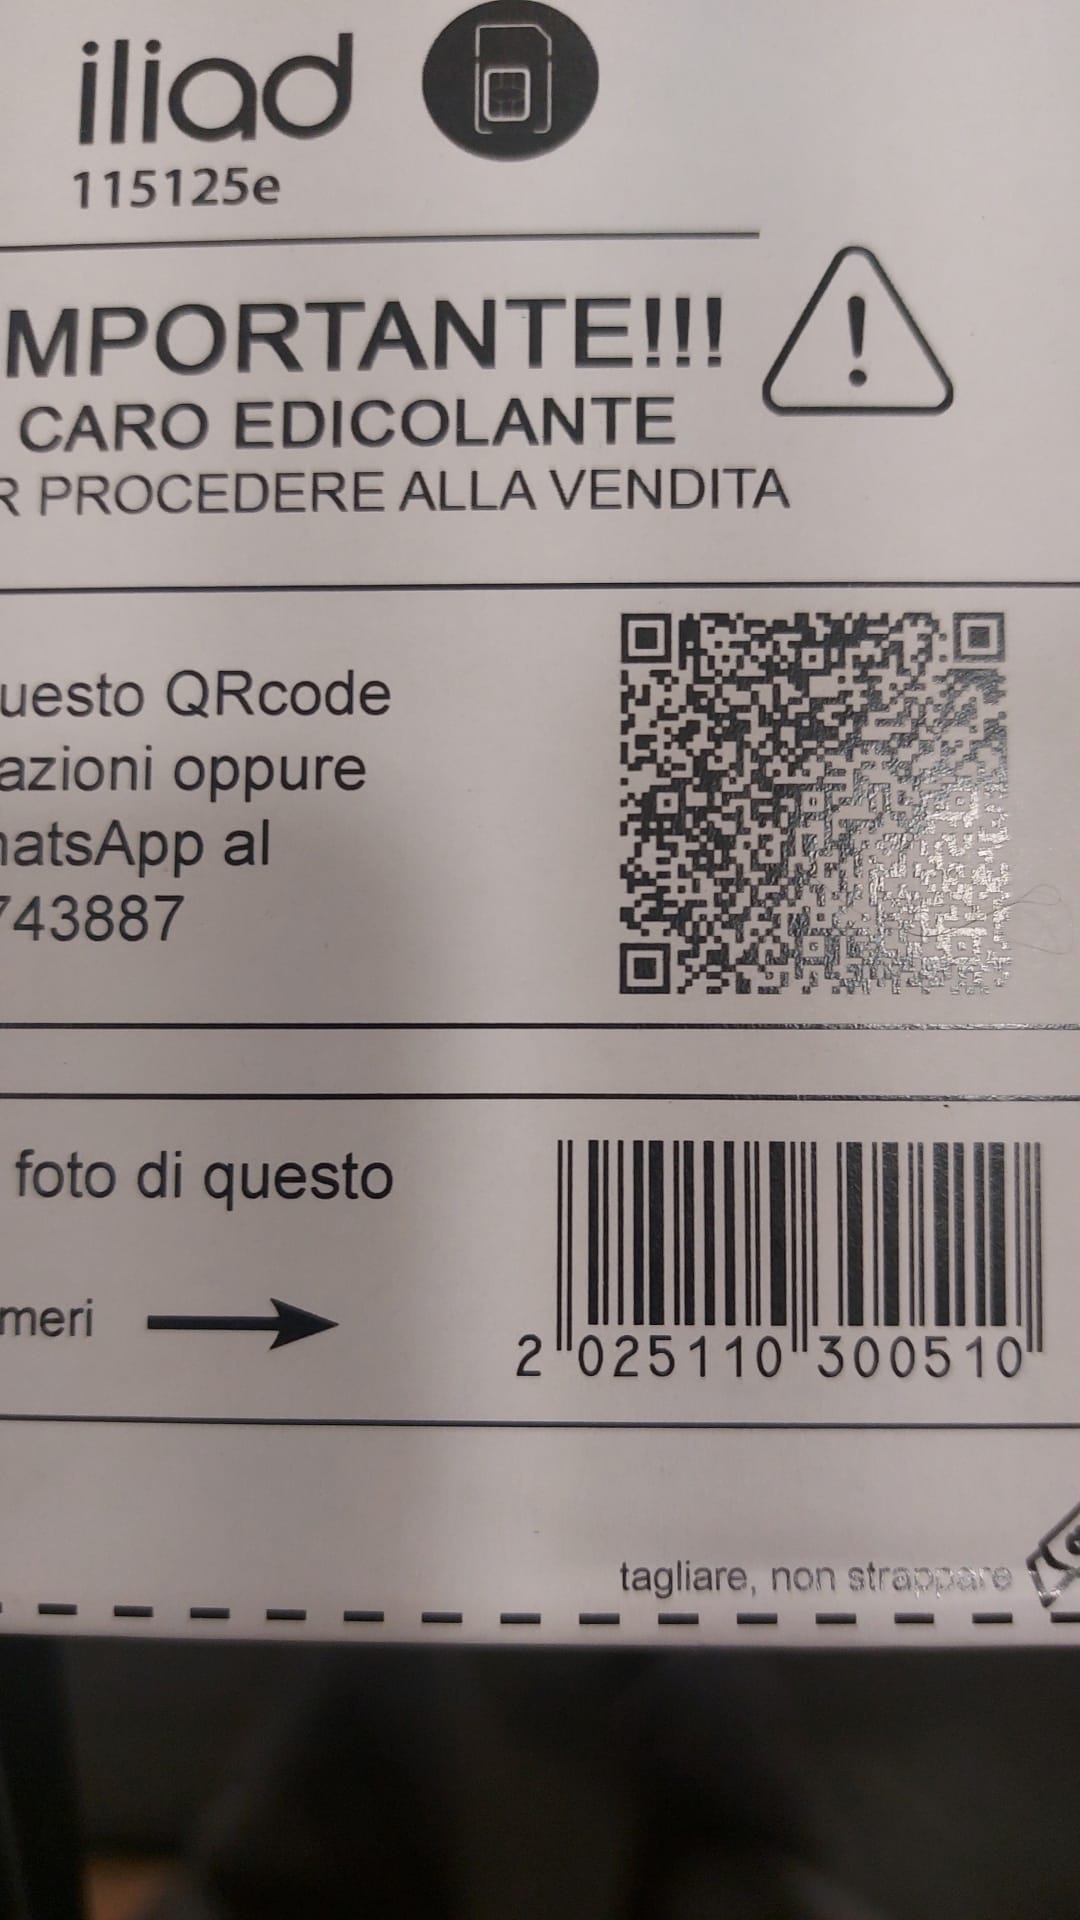 iliad
115125e
MPORTANTE!!!
CARO EDICOLANTE
R PROCEDERE ALLA VENDITA
uesto QRcode
azioni oppure
hatsApp al
743887
foto di questo
meri
2 025110 300510
tagliare, non strappare